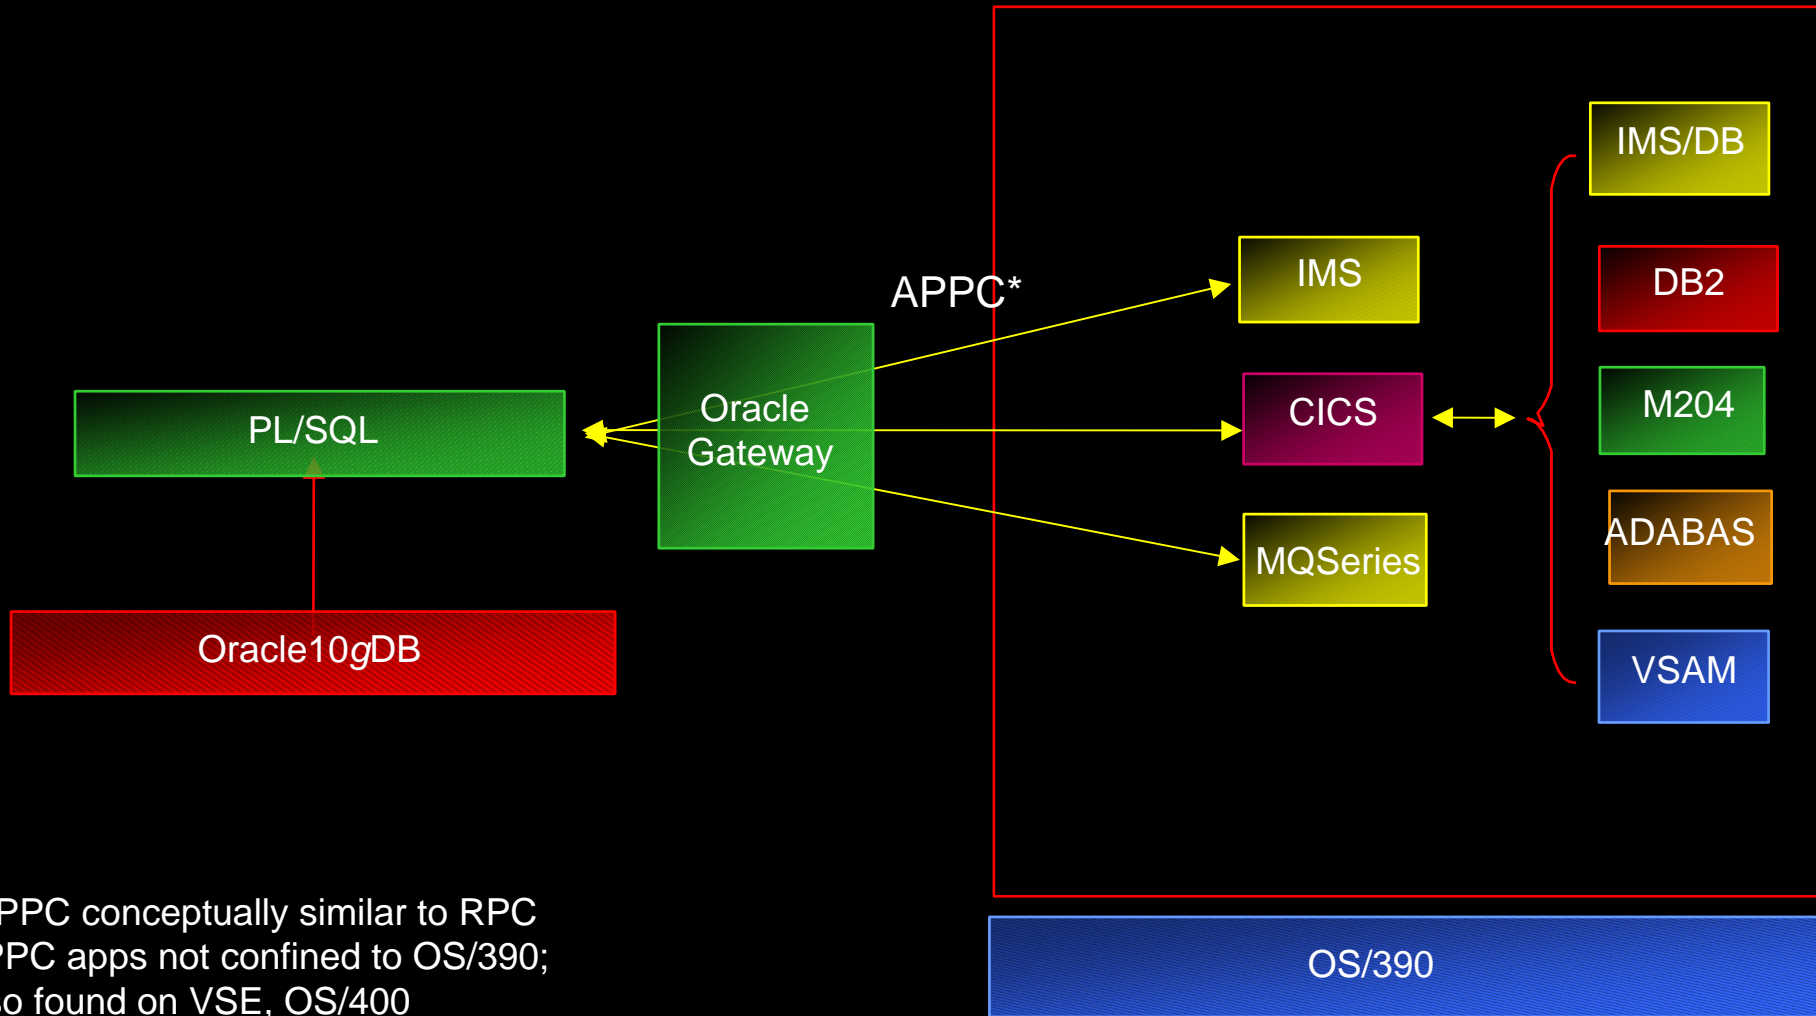 IMS/DB
IMS
DB2
APPC*
Oracle
Gateway
PL/SQL
CICS
M204
MQSeries
ADABAS
Oracle10gDB
VSAM
PPC conceptually similar to RPC
PPC apps not confined to OS/390;
so found on VSE, OS/400
OS/390